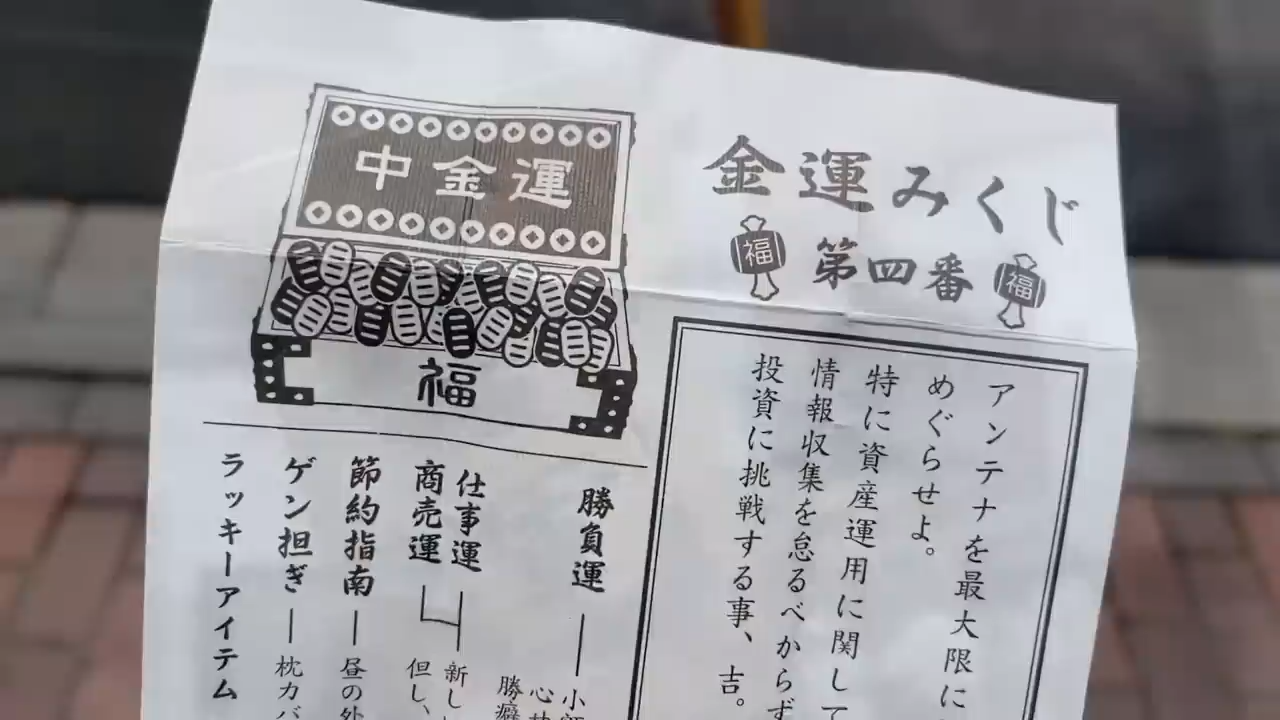 金運みくじ
福
第四番
福
アンテナを最大限に
めぐらせよ。
特に資産運用に関して
情報収集を怠るべからず
投資に挑戦する事、吉。
中金運
福
勝負運
勝癖
仕事運
商売運
新し
但し、
節約指南
昼の外
ゲン担ぎ
枕カバ
ラッキーアイテム